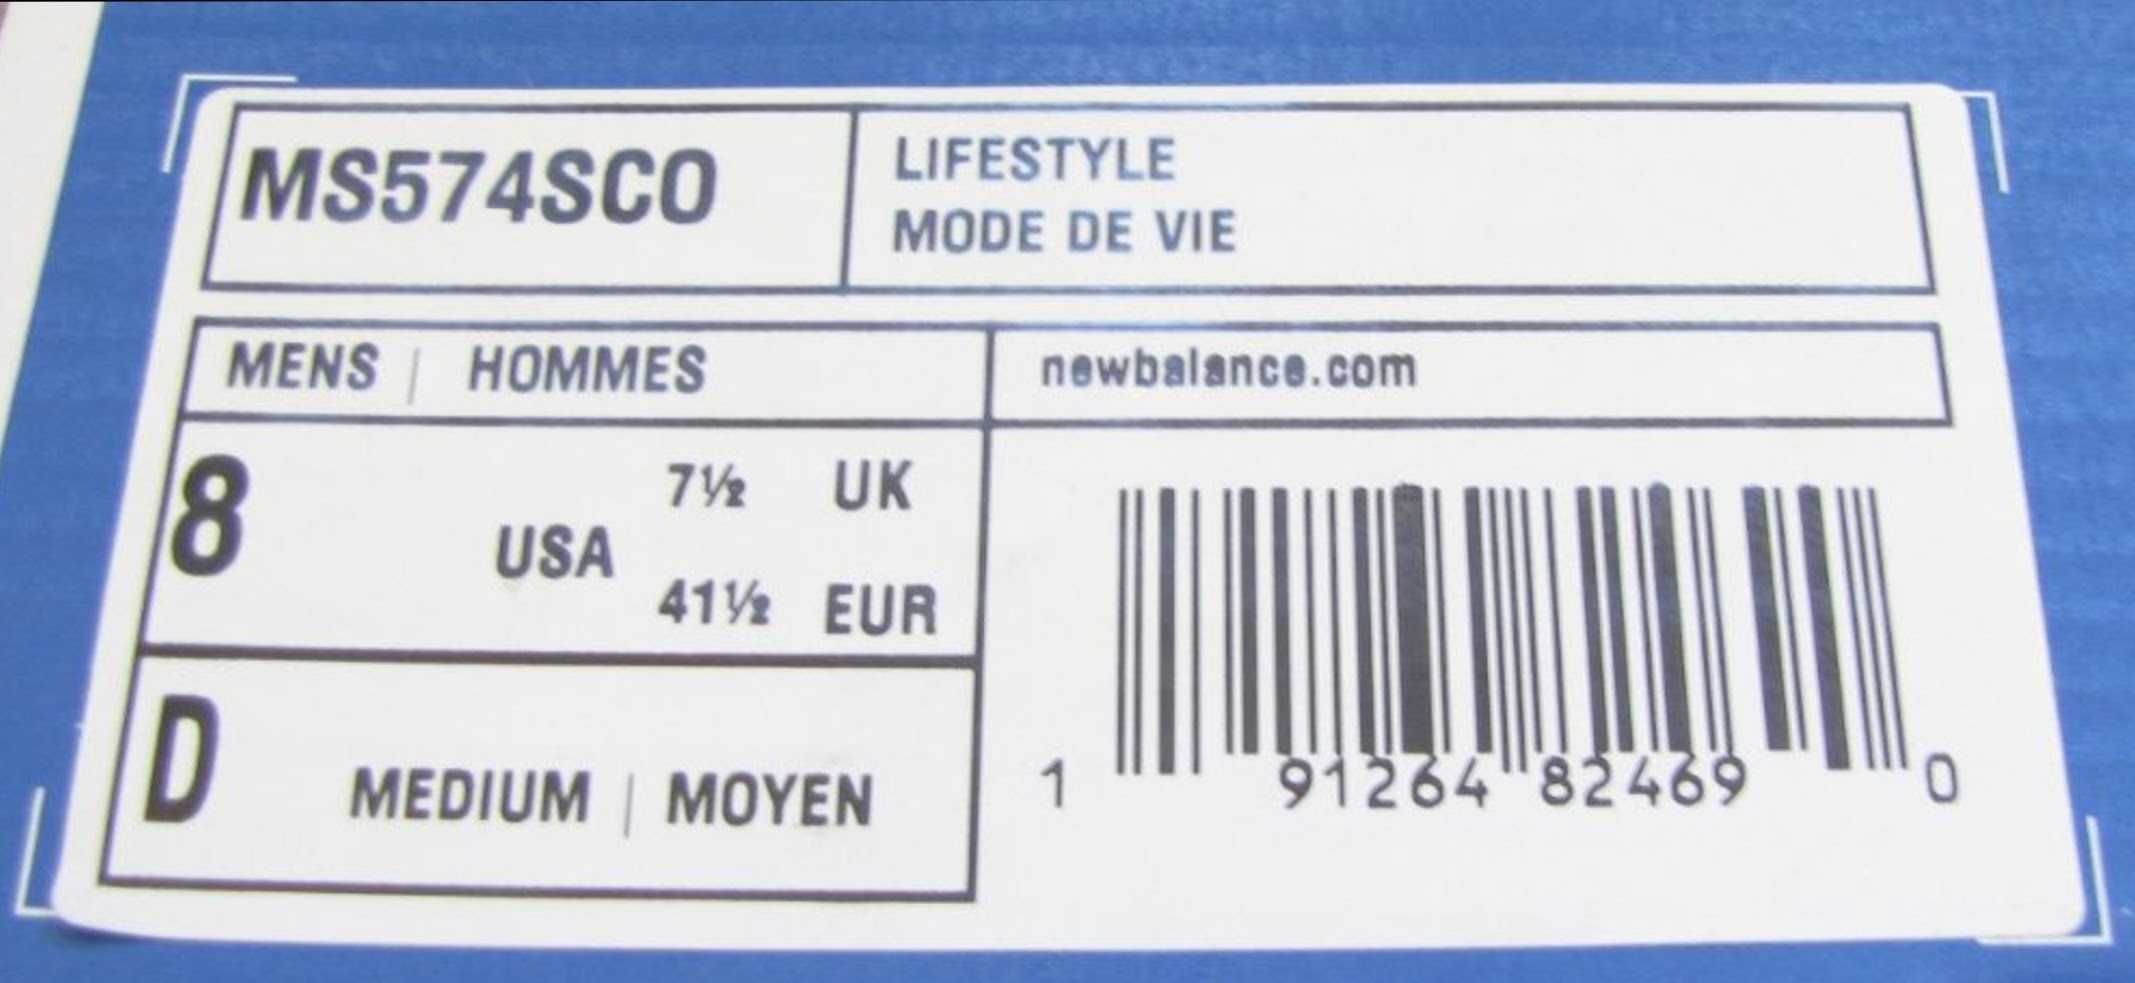 MS574SCO
LIFESTYLE
MODE DE VIE
MENS | HOMMES
newbalance.com
8 USA
7½ UK
41½ EUR
D MEDIUM | MOYEN
1 91264 82469 0